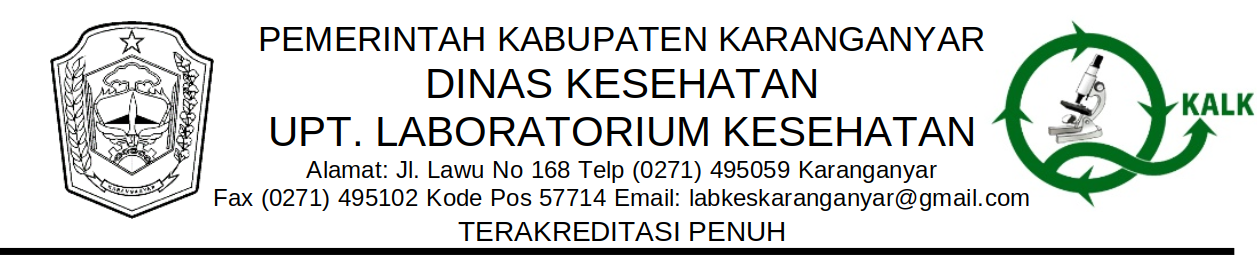 PEMERINTAH KABUPATEN KARANGANYAR
DINAS KESEHATAN
UPT. LABORATORIUM KESEHATAN
Alamat: Jl. Lawu No 168 Telp (0271) 495059 Karanganyar
Fax (0271) 495102 Kode Pos 57714 Email: labkeskaranganyar@gmail.com
TERAKREDITASI PENUH
KARANGANYAR
KALK